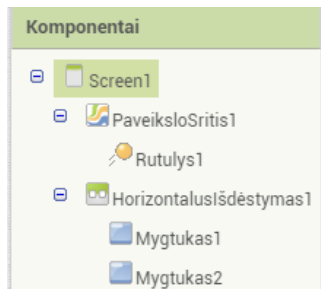 Komponentai
Screen1
PaveiksloSritis1
Rutulys1
HorizontalusIšdėstymas1
Mygtukas1
Mygtukas2